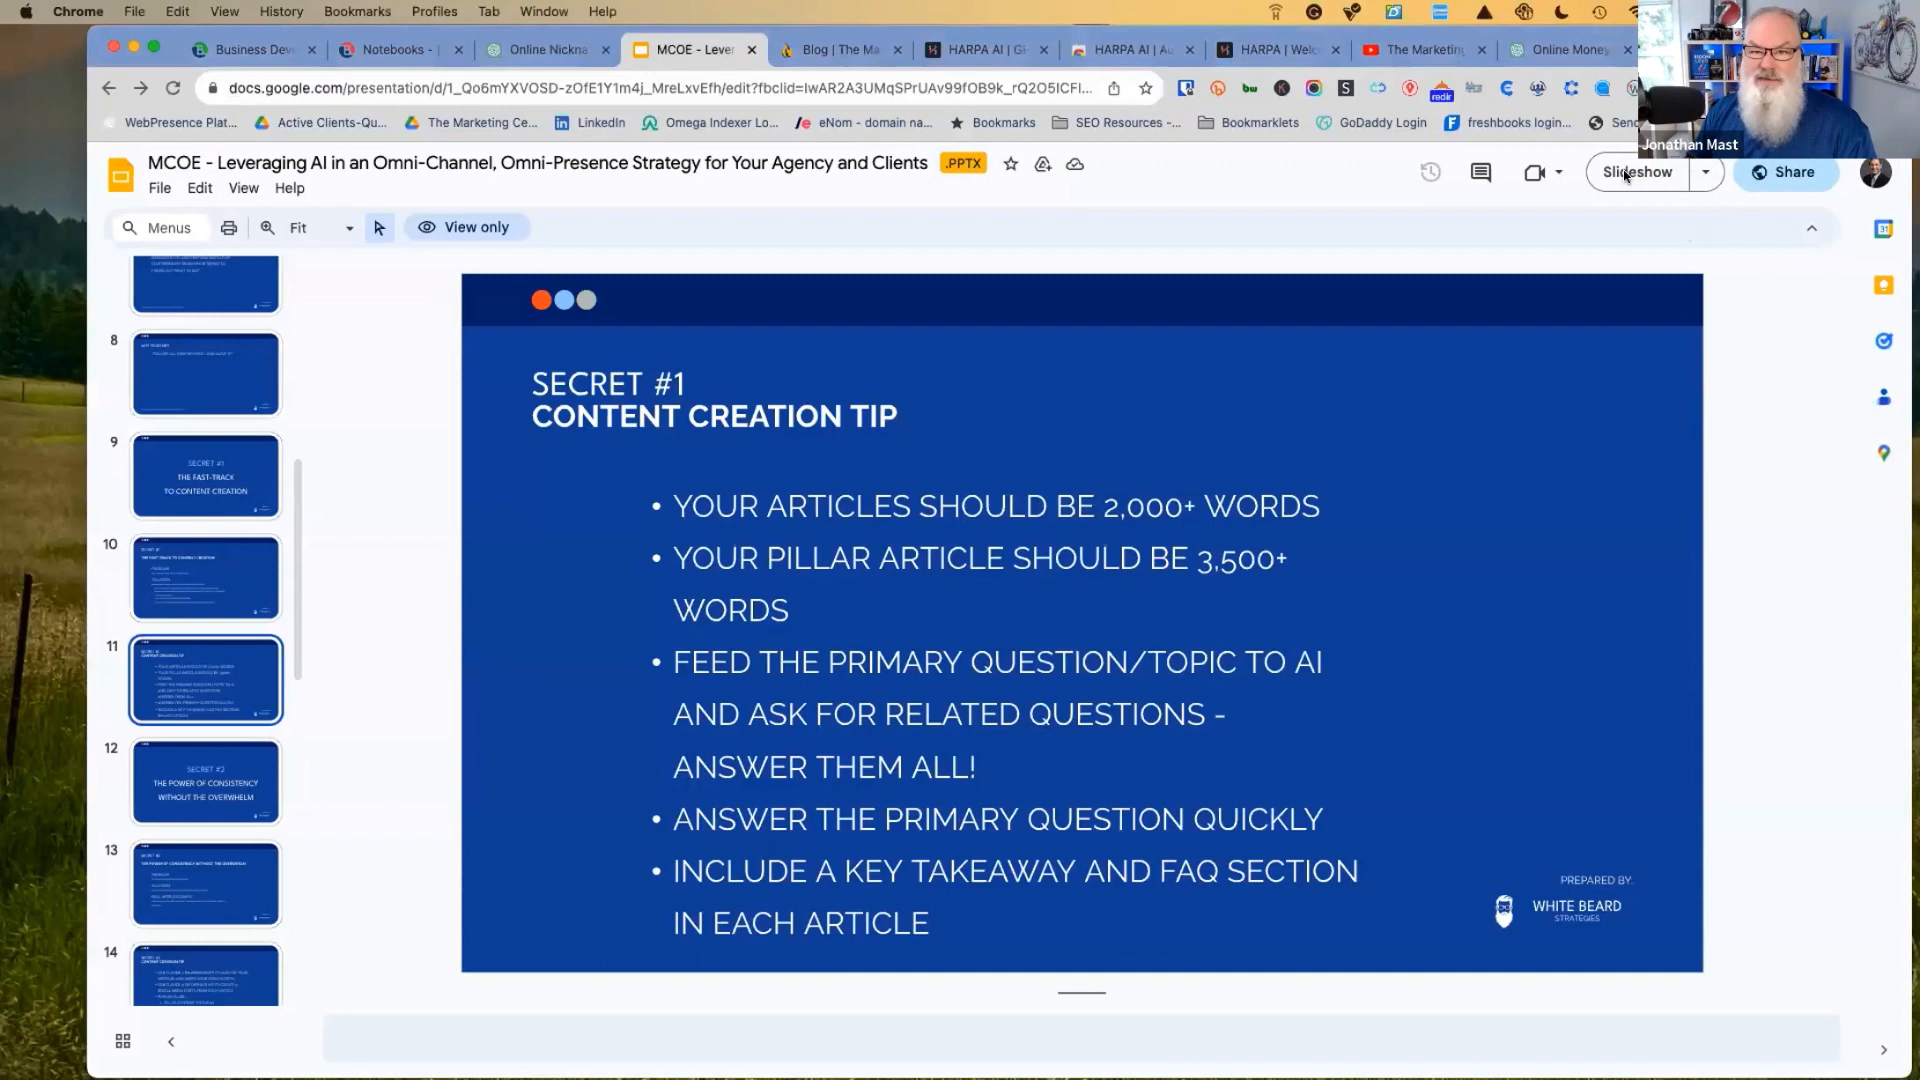 Chrome File Edit View History Bookmarks Profiles Tab Window Help
Business Dev
Notebooks -
Online Nickna
MCOE - Lever
Blog | The Ma
HARPA AI | GI
HARPA AI | Au
HARPA | Welc
The Marketing
Online Money
docs.google.com/presentation/d/1_Qo6mYXVOSD-zOfE1Y1m4j_MreLxvEfh/edit?fbclid=IwAR2A3UMqSPrUAv99fOB9k_rQ2O5ICFI...
WebPresence Plat...
Active Clients-Qu...
The Marketing Ce...
LinkedIn
Omega Indexer Lo...
eNom - domain na...
Bookmarks
SEO Resources -...
Bookmarklets
GoDaddy Login
freshbooks login...
Send
Jonathan Mast
MCOE - Leveraging AI in an Omni-Channel, Omni-Presence Strategy for Your Agency and Clients
.PPTX
File Edit View Help
Slideshow
Share
Menus
Fit
View only
8
9
SECRET #1
THE FAST-TRACK
TO CONTENT CREATION
10
11
12
SECRET #2
THE POWER OF CONSISTENCY
WITHOUT THE OVERWHELM
13
14
SECRET #1
CONTENT CREATION TIP
• YOUR ARTICLES SHOULD BE 2,000+ WORDS
• YOUR PILLAR ARTICLE SHOULD BE 3,500+
WORDS
• FEED THE PRIMARY QUESTION/TOPIC TO AI
AND ASK FOR RELATED QUESTIONS -
ANSWER THEM ALL!
• ANSWER THE PRIMARY QUESTION QUICKLY
• INCLUDE A KEY TAKEAWAY AND FAQ SECTION
IN EACH ARTICLE
PREPARED BY:
WHITE BEARD
STRATEGIES